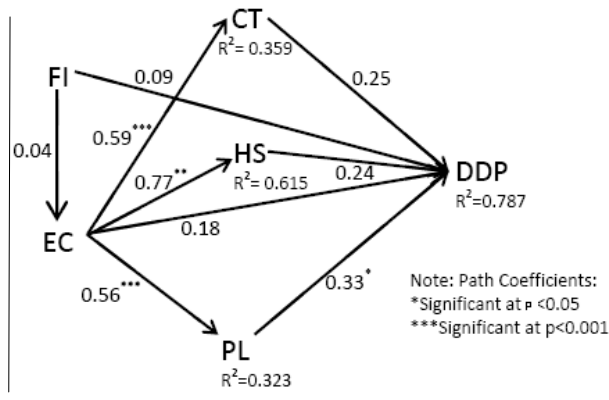 CT
R²= 0.359
FI
0.09
0.25
0.04
0.59***
HS
R²= 0.615
0.24
DDP
R²=0.787
0.77**
0.18
EC
0.56***
0.33*
PL
R²=0.323
Note: Path Coefficients:
*Significant at p <0.05
***Significant at p<0.001